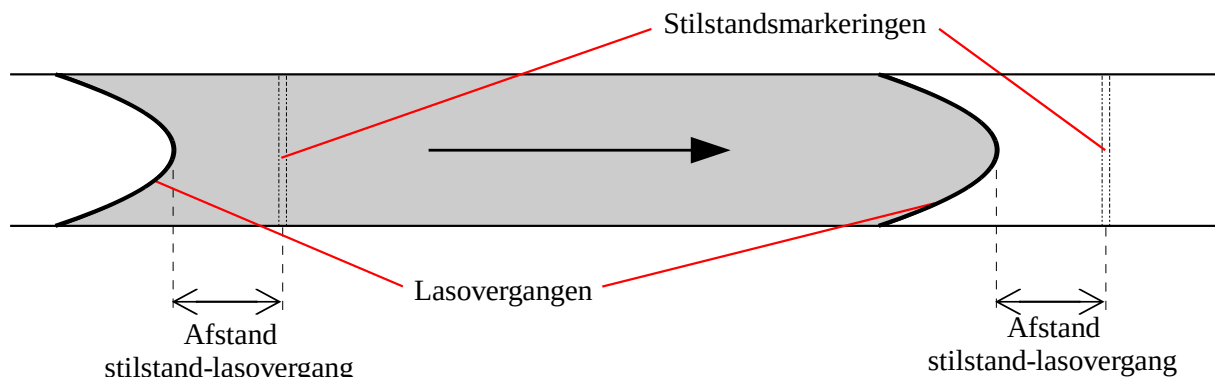 Stilstandsmarkeringen
Lasovergangen
Afstand
stilstand-lasovergang
Afstand
stilstand-lasovergang